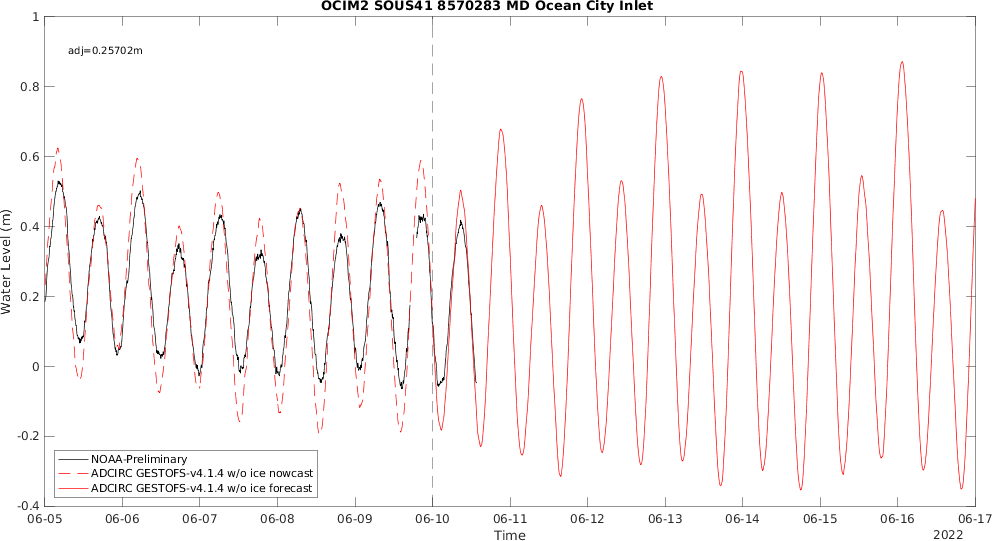 OCIM2 SOUS41 8570283 MD Ocean City Inlet
adj=0.25702m
Water Level (m)
1
0.8
0.6
0.4
0.2
0
-0.2
-0.4
NOAA-Preliminary
ADCIRC GESTOFS-v4.1.4 w/o ice nowcast
ADCIRC GESTOFS-v4.1.4 w/o ice forecast
06-05 06-06 06-07 06-08 06-09 06-10 06-11 06-12 06-13 06-14 06-15 06-16 06-17
Time
2022